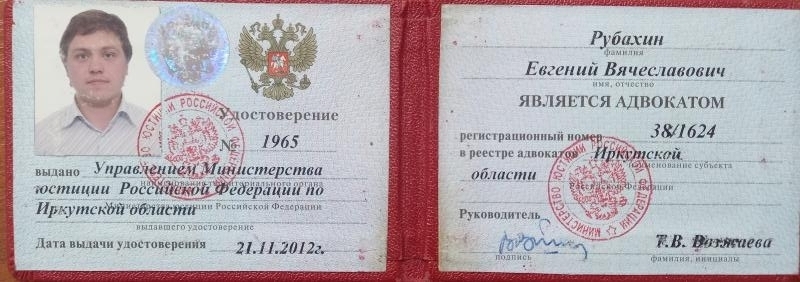 Удостоверение
№ 1965
выдано Управлением Министерства
наименование территориального органа
юстиции Российской Федерации по
Министерства Российской Федерации
Иркутской области
выдавшего удостоверение
Дата выдачи удостоверения 21.11.2012г.
Рубахин
фамилия
Евгений Вячеславович
имя, отчество
ЯВЛЯЕТСЯ АДВОКАТОМ
регистрационный номер 38/1624
в реестре адвокатов Иркутской
наименование субъекта
области
Российской Федерации
Руководитель
Т.В.
подпись
фамилия, инициалы